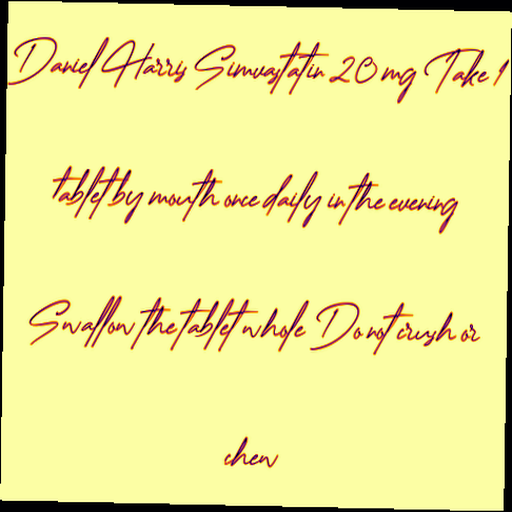 Daniel Harris Simvastatin 20 mg Take 1
tablet by mouth once daily in the evening
Swallow the tablet whole Do not crush or
chew